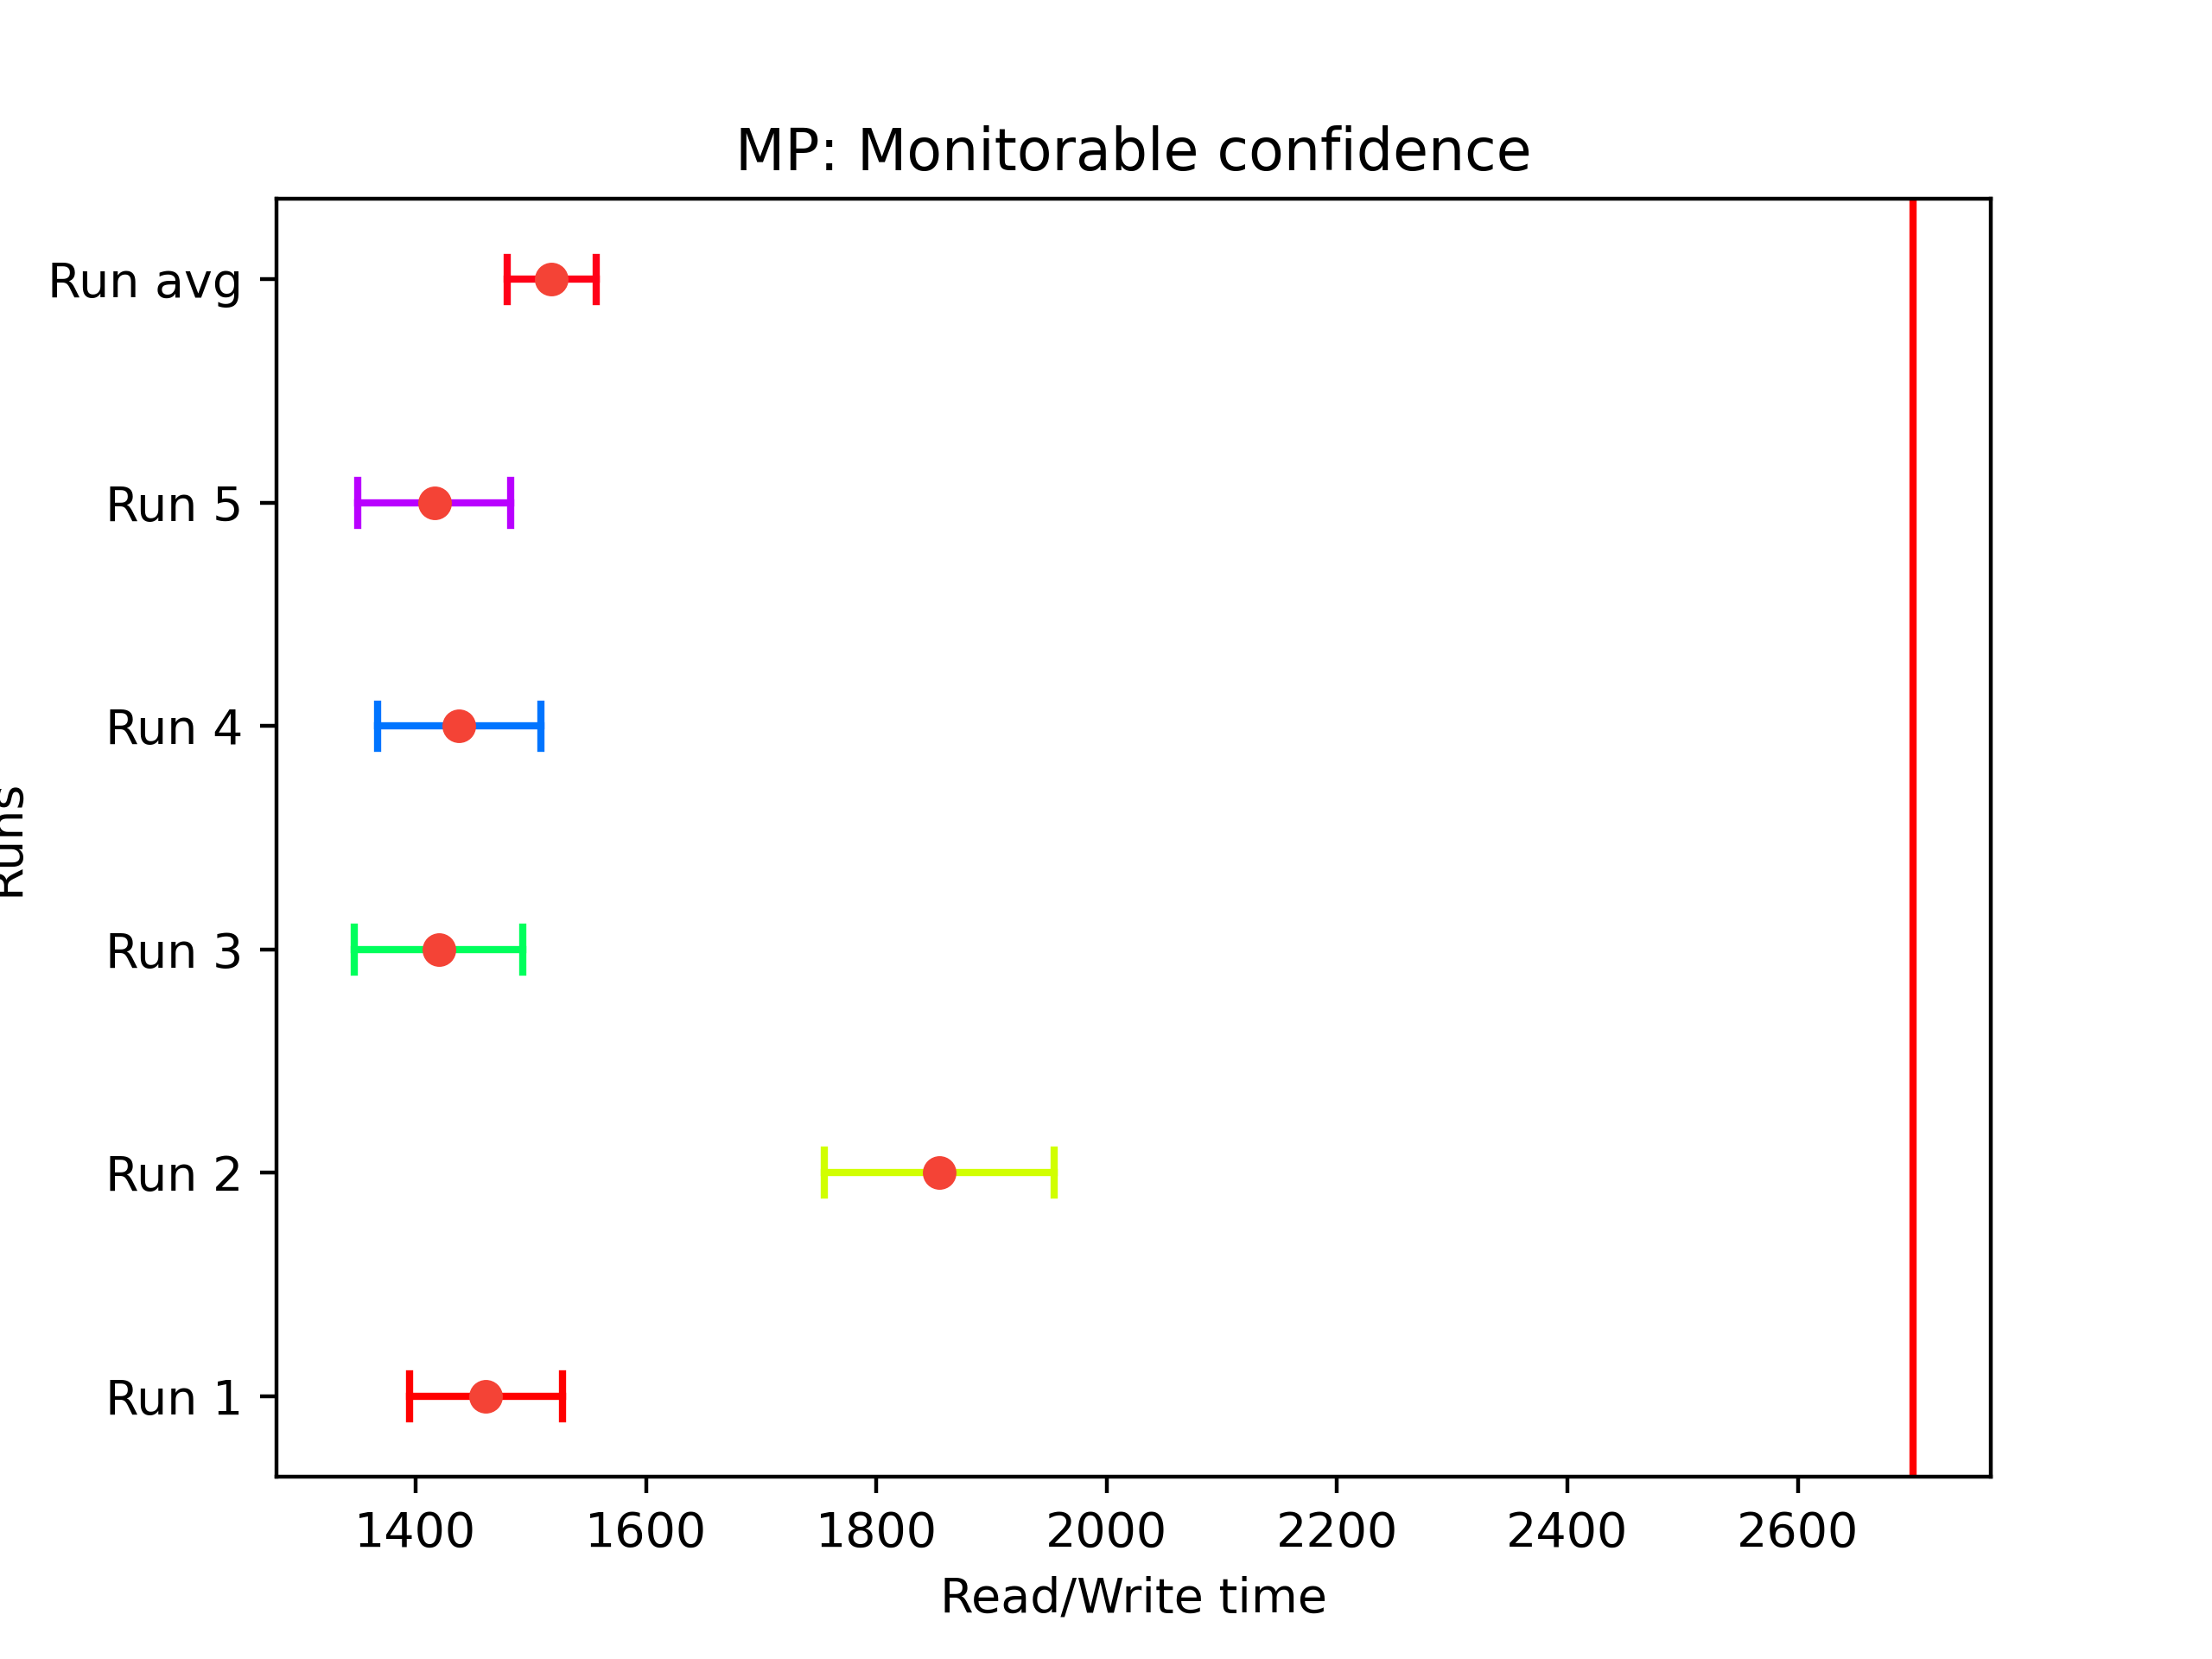 MP: Monitorable confidence
Run avg
Run 5
Run 4
Run 3
Run 2
Run 1
Runs
1400 1600 1800 2000 2200 2400 2600
Read/Write time